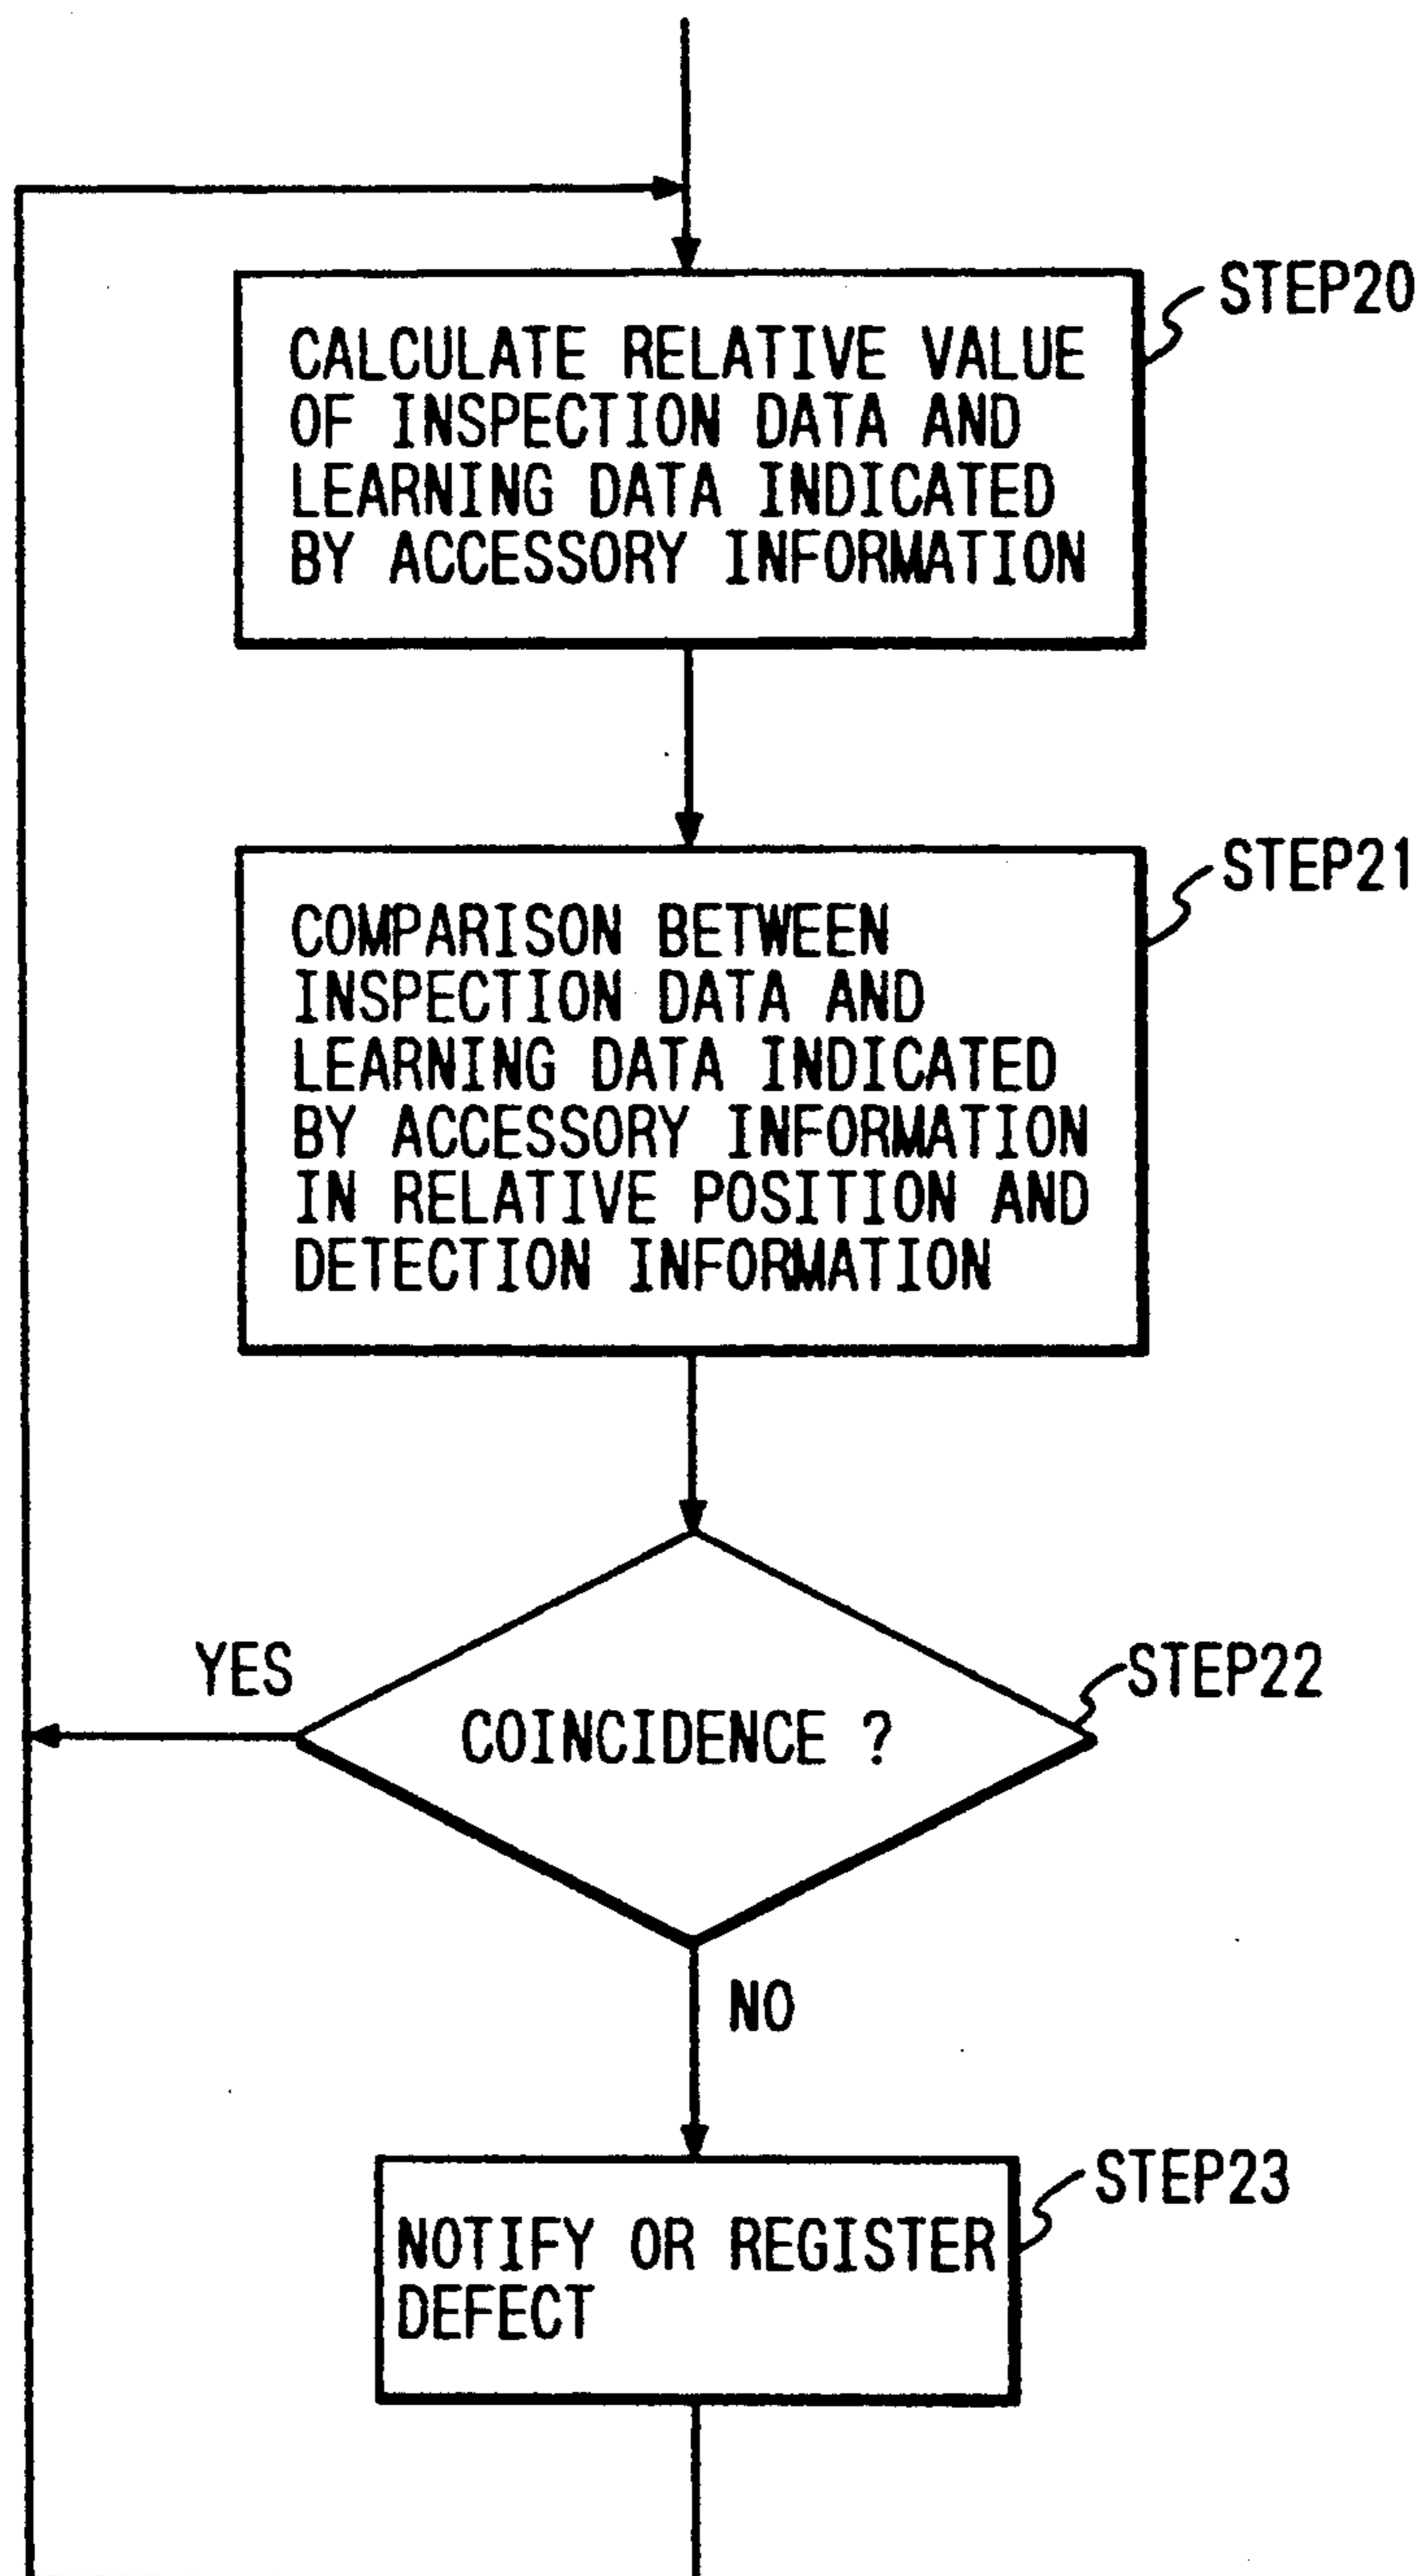 STEP20
CALCULATE RELATIVE VALUE
OF INSPECTION DATA AND
LEARNING DATA INDICATED
BY ACCESSORY INFORMATION
STEP21
COMPARISON BETWEEN
INSPECTION DATA AND
LEARNING DATA INDICATED
BY ACCESSORY INFORMATION
IN RELATIVE POSITION AND
DETECTION INFORMATION
YES
STEP22
COINCIDENCE ?
NO
STEP23
NOTIFY OR REGISTER
DEFECT